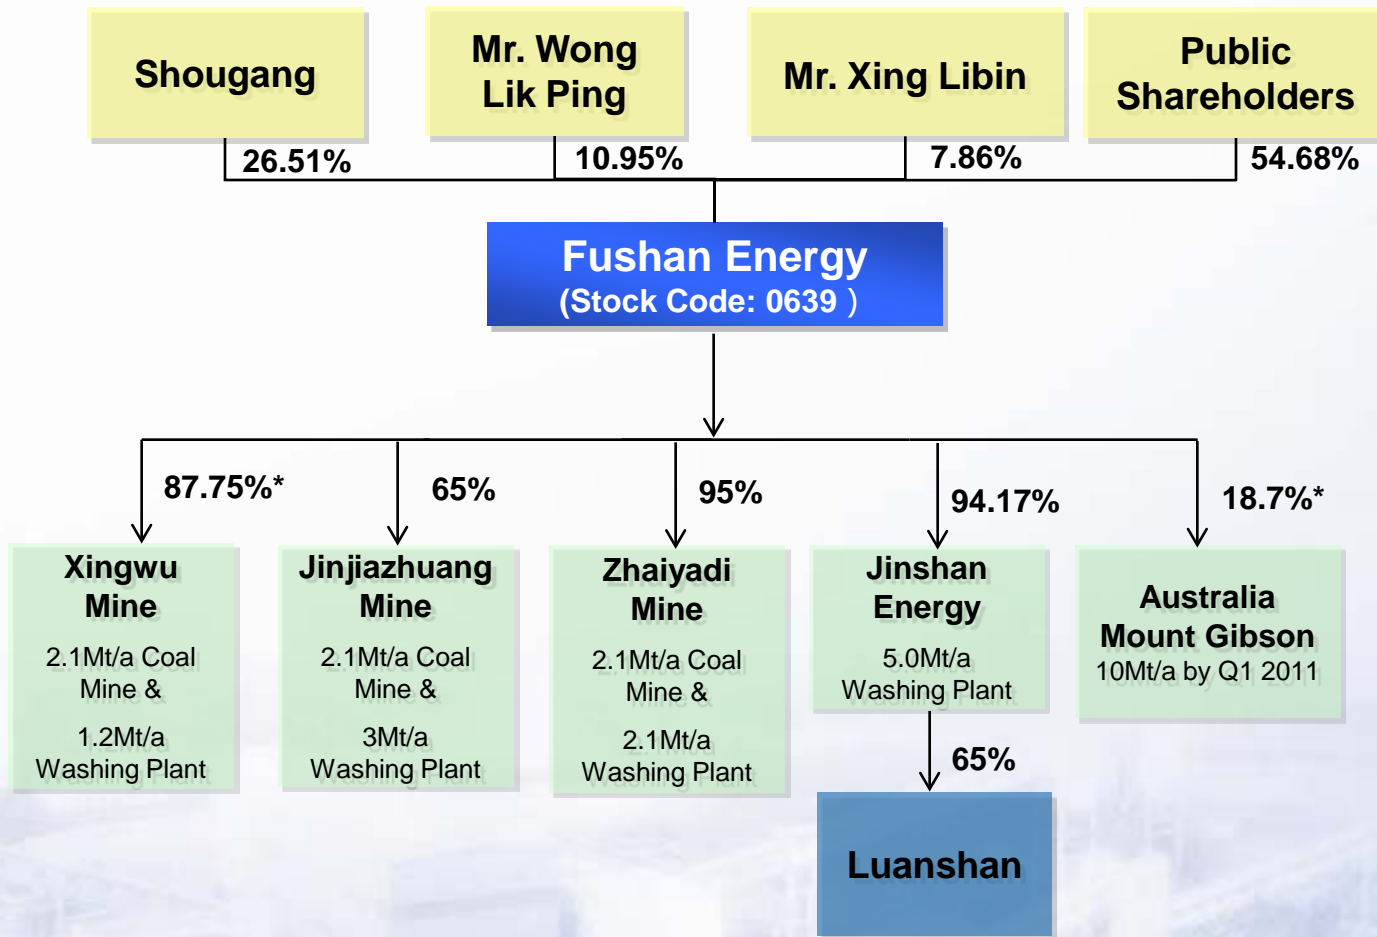 Shougang
Mr. Wong
Lik Ping
Mr. Xing Libin
Public
Shareholders
26.51%
10.95%
7.86%
54.68%
Fushan Energy
(Stock Code: 0639 )
87.75%*
65%
95%
94.17%
18.7%*
Xingwu
Mine
2.1Mt/a Coal
Mine &
1.2Mt/a
Washing Plant
Jinjiazhuang
Mine
2.1Mt/a Coal
Mine &
3Mt/a
Washing Plant
Zhaiyadi
Mine
2.1Mt/a Coal
Mine &
2.1Mt/a
Washing Plant
Jinshan
Energy
5.0Mt/a
Washing Plant
Australia
Mount Gibson
10Mt/a by Q1 2011
65%
Luanshan